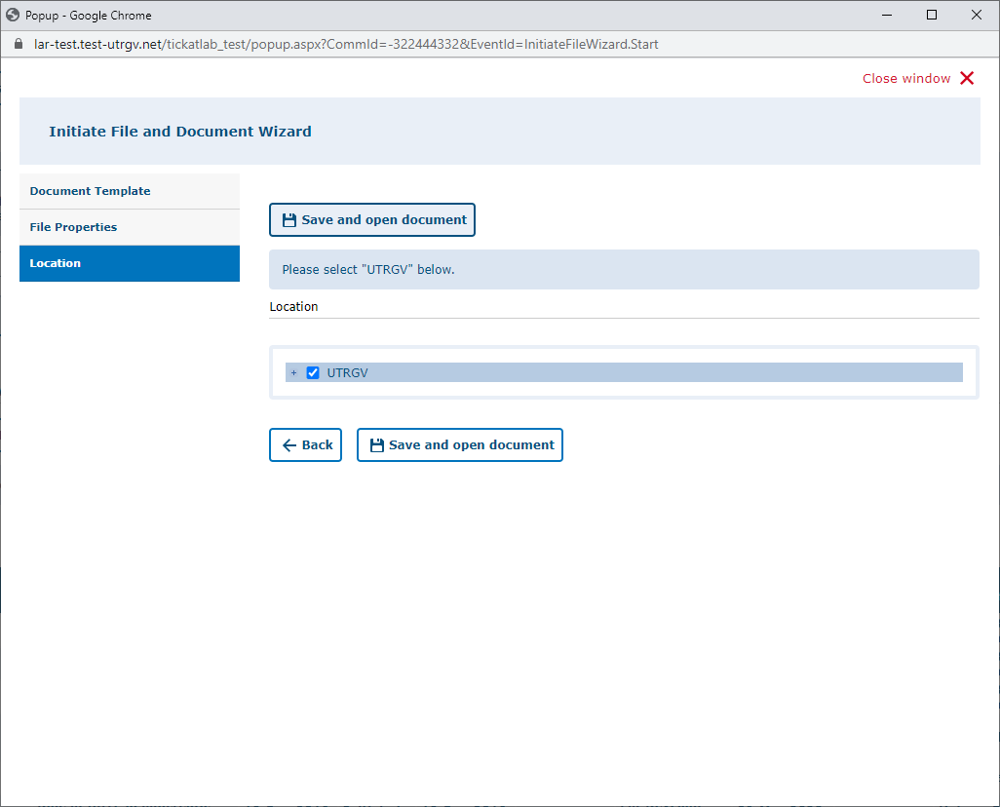 Popup - Google Chrome
lar-test.test-utrgv.net/tickatlab_test/popup.aspx?CommId=-322444332&EventId=InitiateFileWizard.Start
Close window
Initiate File and Document Wizard
Document Template
File Properties
Location
Save and open document
Please select "UTRGV" below.
Location
+ UTRGV
Back
Save and open document